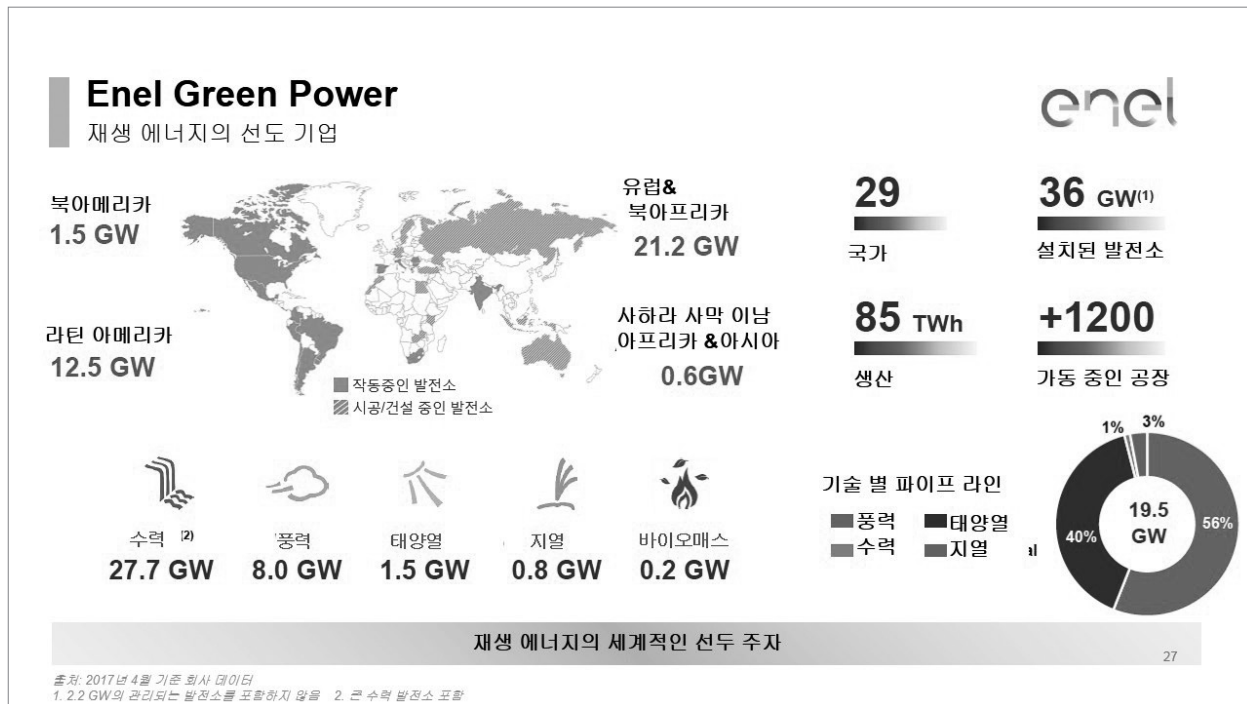 Enel Green Power
재생 에너지의 선도 기업
enel
북아메리카
1.5 GW
라틴 아메리카
12.5 GW
유럽&
북아프리카
21.2 GW
사하라 사막 이남
아프리카 &아시아
0.6GW
작동중인 발전소
시공/건설 중인 발전소
29
국가
36 GW(1)
설치된 발전소
85 TWh
생산
+1200
가동 중인 공장
수력 (2)
27.7 GW
풍력
8.0 GW
태양열
1.5 GW
지열
0.8 GW
바이오매스
0.2 GW
기술 별 파이프 라인
풍력
태양열
수력
지열
al
1%
3%
40%
56%
19.5
GW
재생 에너지의 세계적인 선두 주자
27
출처: 2017년 4월 기준 회사 데이터
1. 2.2 GW의 관리되는 발전소를 포함하지 않음 2. 큰 수력 발전소 포함